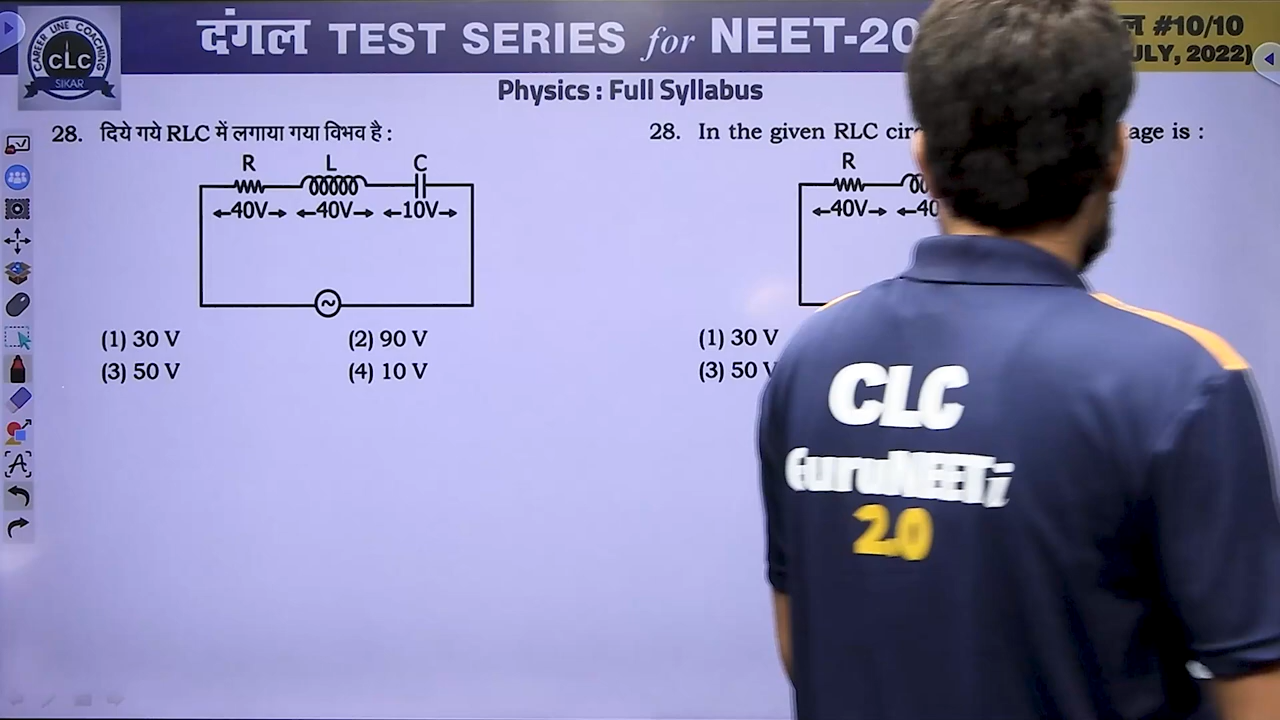 CAREER LINE COACHING
CLC
SIKAR
दंगल TEST SERIES for NEET-20
#10/10
ULY, 2022)
Physics : Full Syllabus
28. दिये गये RLC में लगाया गया विभव है :
R L C
40V 40V 10V
(1) 30 V (2) 90 V
(3) 50 V (4) 10 V
28. In the given RLC is :
R
40V 40
(1) 30 V
(3) 50 V
CLC
GuruNEETi
2.0